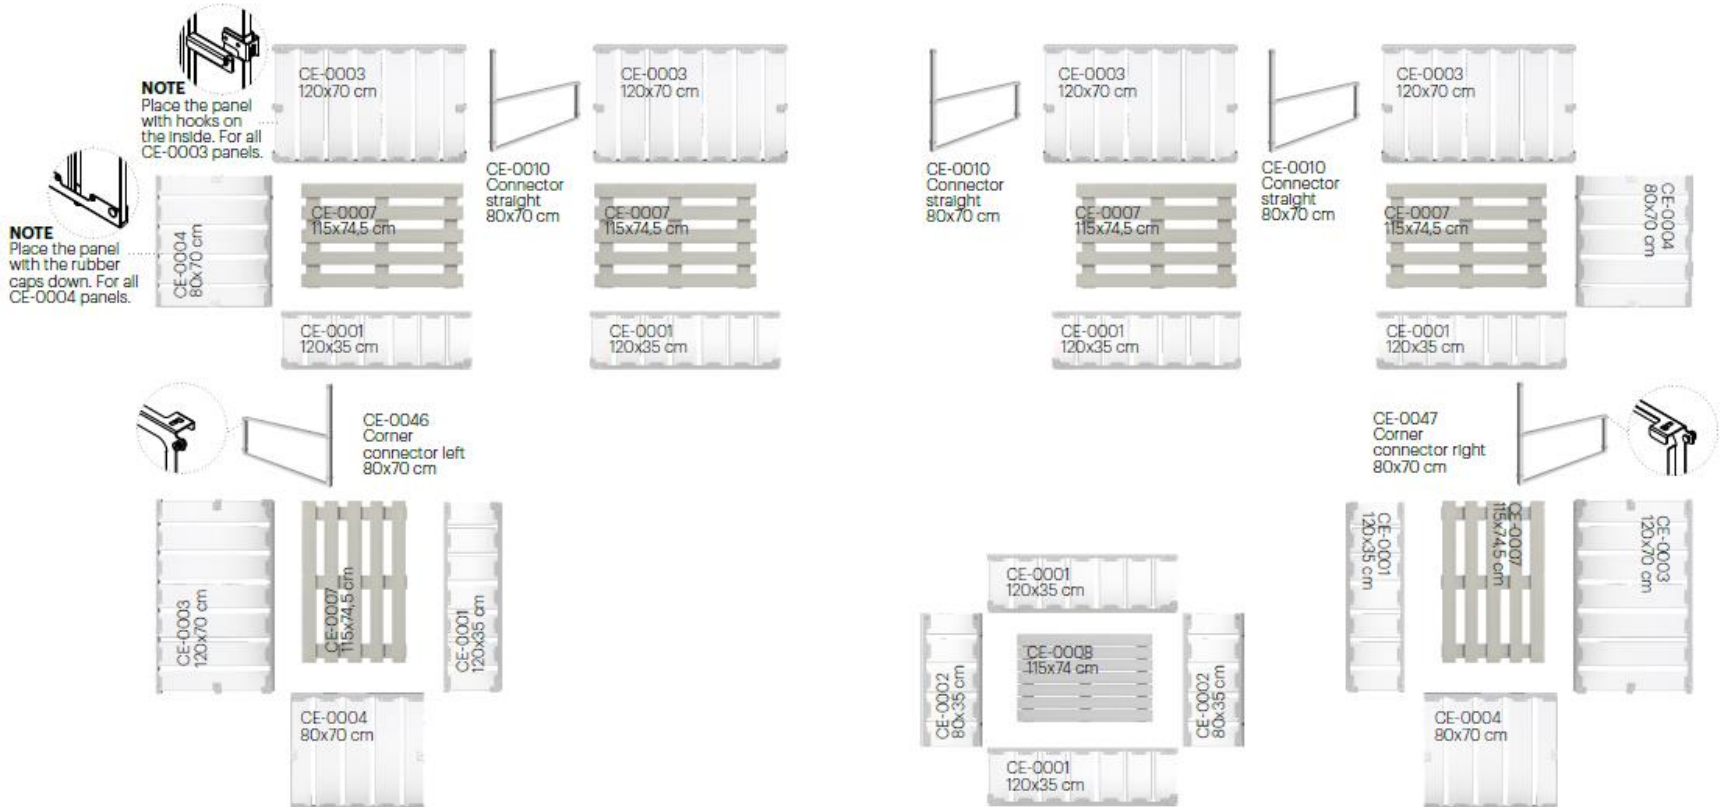 NOTE
Place the panel
with hooks on
the inside. For all
CE-0003 panels.
CE-0003
120x70 cm
CE-0010
Connector
straight
80x70 cm
CE-0003
120x70 cm
CE-0010
Connector
straight
80x70 cm
CE-0003
120x70 cm
CE-0010
Connector
straight
80x70 cm
CE-0003
120x70 cm
NOTE
Place the panel
with the rubber
caps down. For all
CE-0004 panels.
CE-0004
80x70 cm
CE-0007
115x74,5 cm
CE-0007
115x74,5 cm
CE-0007
115x74,5 cm
CE-0007
115x74,5 cm
CE-0004
80x70 cm
CE-0001
120x35 cm
CE-0001
120x35 cm
CE-0001
120x35 cm
CE-0001
120x35 cm
CE-0046
Corner
connector left
80x70 cm
CE-0047
Corner
connector right
80x70 cm
CE-0003
120x70 cm
CE-0007
115x74,5 cm
CE-0001
120x35 cm
CE-0004
80x70 cm
CE-0001
120x35 cm
CE-0002
80x35 cm
CE-0008
115x74 cm
CE-0002
80x35 cm
CE-0001
120x35 cm
CE-0001
120x35 cm
CE-0007
115x74,5 cm
CE-0003
120x70 cm
CE-0004
80x70 cm